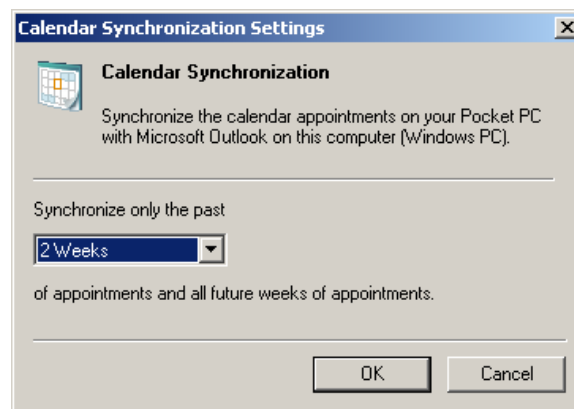 Calendar Synchronization Settings
Calendar Synchronization
Synchronize the calendar appointments on your Pocket PC
with Microsoft Outlook on this computer (Windows PC).
Synchronize only the past
2 Weeks
of appointments and all future weeks of appointments.
OK Cancel